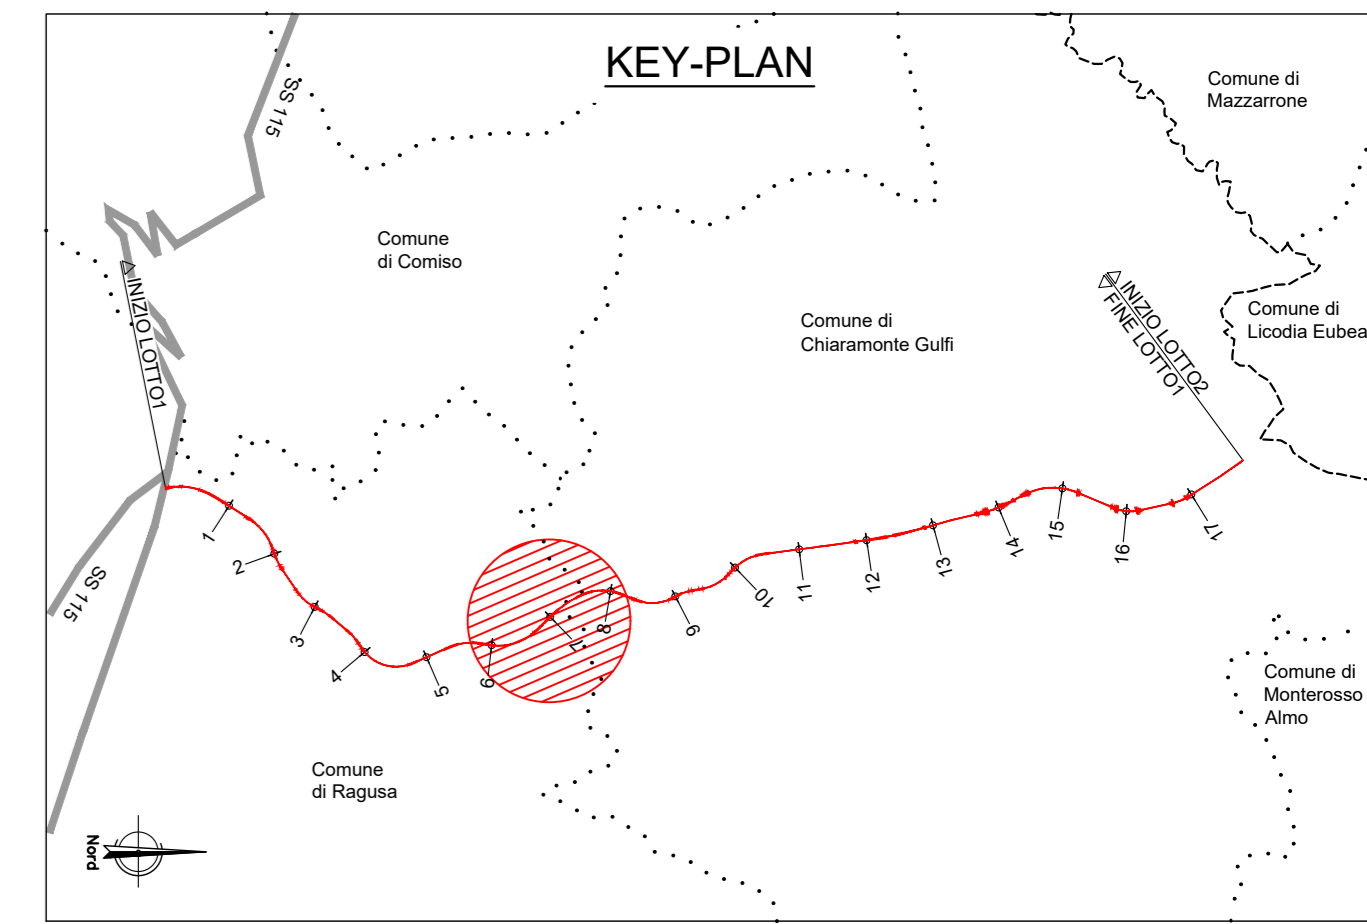 KEY-PLAN
SS 115
Comune di
Mazzarrone
Comune
di Comiso
INIZIO LOTTO1
Comune di
Chiaramonte Gulfi
INIZIO LOTTO2
FINE LOTTO1
Comune di
Licodia Eubea
SS 115
1
2
3
4
5
6
7
8
9
10
11
12
13
14
15
16
17
Comune di
Monterosso
Almo
Comune
di Ragusa
Nord